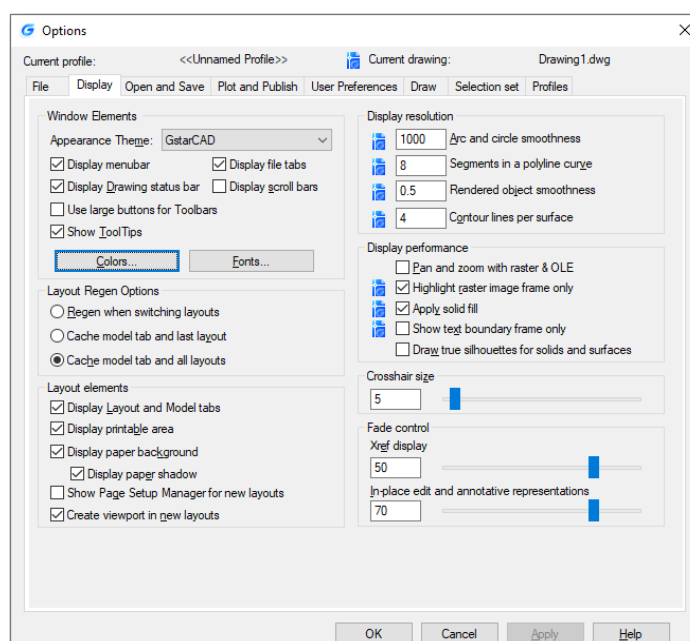 Options
Current profile: <<Unnamed Profile>> Current drawing: Drawing1.dwg
File Display Open and Save Plot and Publish User Preferences Draw Selection set Profiles
Window Elements
Appearance Theme: GstarCAD
Display menubar Display file tabs
Display Drawing status bar Display scroll bars
Use large buttons for Toolbars
Show ToolTips
Colors... Fonts...
Layout Regen Options
Regen when switching layouts
Cache model tab and last layout
Cache model tab and all layouts
Layout elements
Display Layout and Model tabs
Display printable area
Display paper background
Display paper shadow
Show Page Setup Manager for new layouts
Create viewport in new layouts
Display resolution
1000 Arc and circle smoothness
8 Segments in a polyline curve
0.5 Rendered object smoothness
4 Contour lines per surface
Display performance
Pan and zoom with raster & OLE
Highlight raster image frame only
Apply solid fill
Show text boundary frame only
Draw true silhouettes for solids and surfaces
Crosshair size
5
Fade control
Xref display
50
In-place edit and annotative representations
70
OK Cancel Apply Help